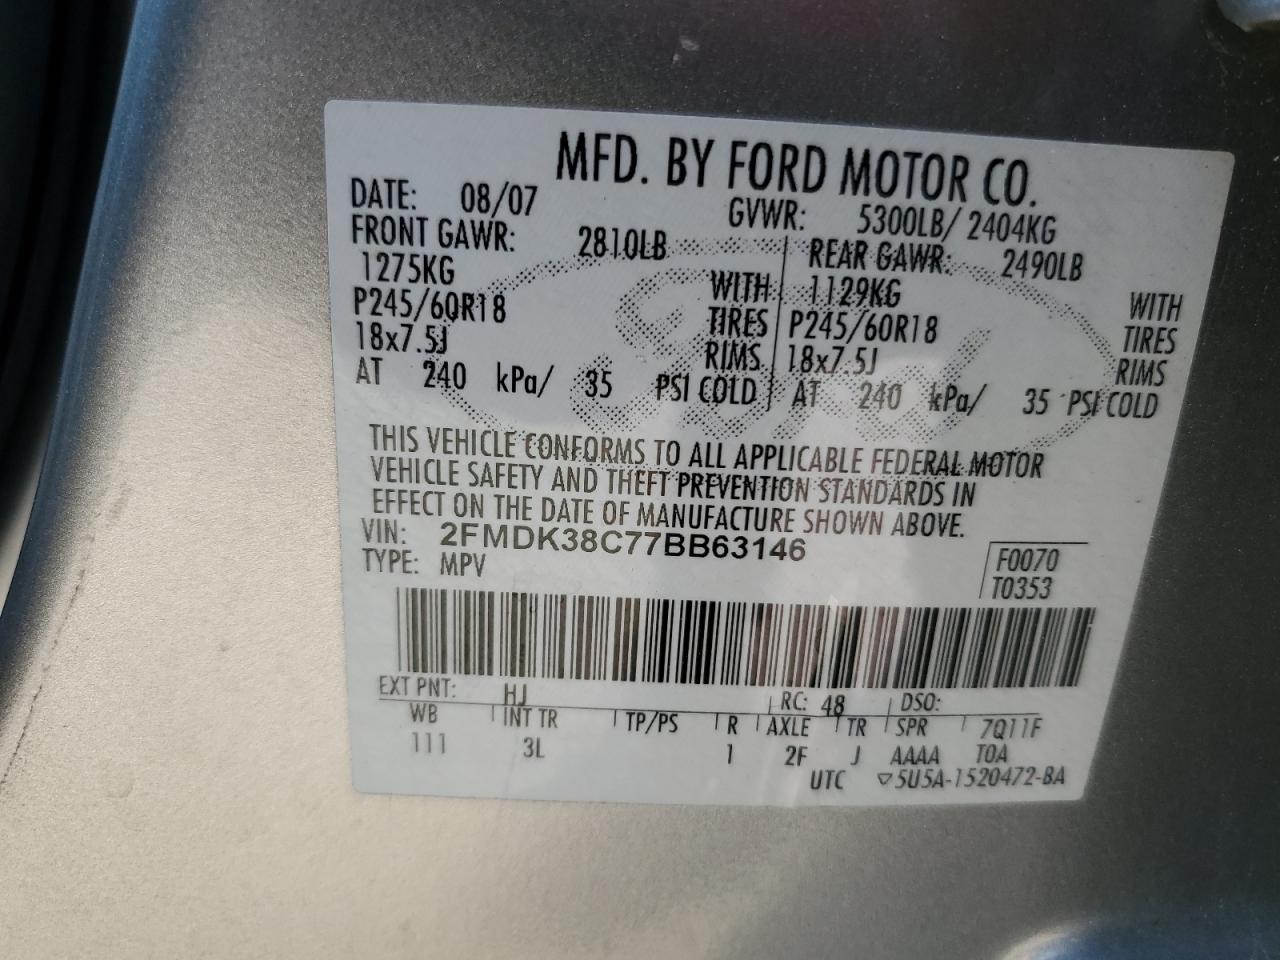 MFD. BY FORD MOTOR CO.
DATE: 08/07 GVWR: 5300LB/ 2404KG
FRONT GAWR: 2810LB REAR GAWR: 2490LB
1275KG WITH 1129KG WITH
P245/60R18 TIRES P245/60R18 TIRES
18x7.5J RIMS 18x7.5J RIMS
AT 240 kPa/ 35 PSI COLD AT 240 kPa/ 35 PSI COLD
Ford
THIS VEHICLE CONFORMS TO ALL APPLICABLE FEDERAL MOTOR
VEHICLE SAFETY AND THEFT PREVENTION STANDARDS IN
EFFECT ON THE DATE OF MANUFACTURE SHOWN ABOVE.
VIN: 2FMDK38C77BB63146
TYPE: MPV
F0070
T0353
EXT PNT: HJ RC: 48 DSO:
WB INT TR TP/PS R AXLE TR SPR 7Q11F
111 3L 1 2F J AAAA TOA
UTC ▽5U5A-1520472-BA